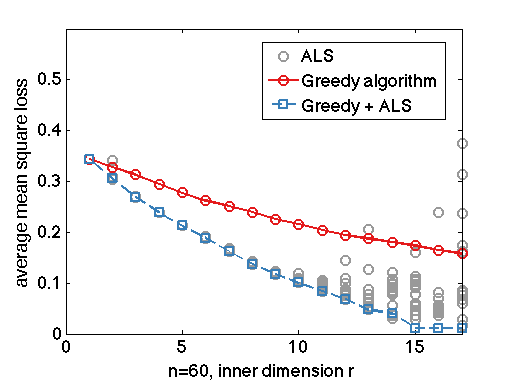 ALS
Greedy algorithm
Greedy + ALS
average mean square loss
0.5
0.4
0.3
0.2
0.1
0
0 5 10 15
n=60, inner dimension r